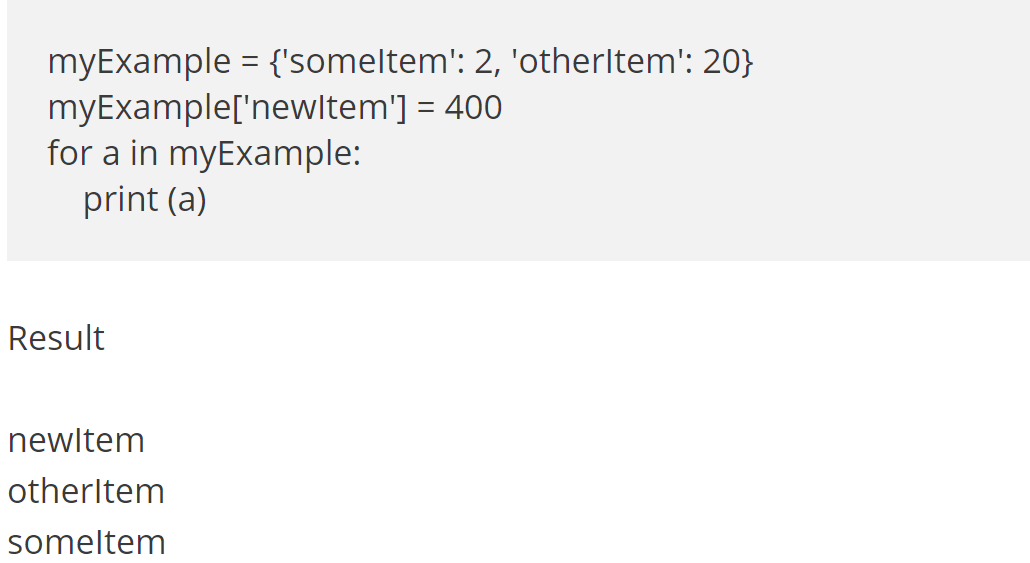 myExample = {'someItem': 2, 'otherItem': 20}
myExample['newItem'] = 400
for a in myExample:
    print (a)
Result
newItem
otherItem
someItem